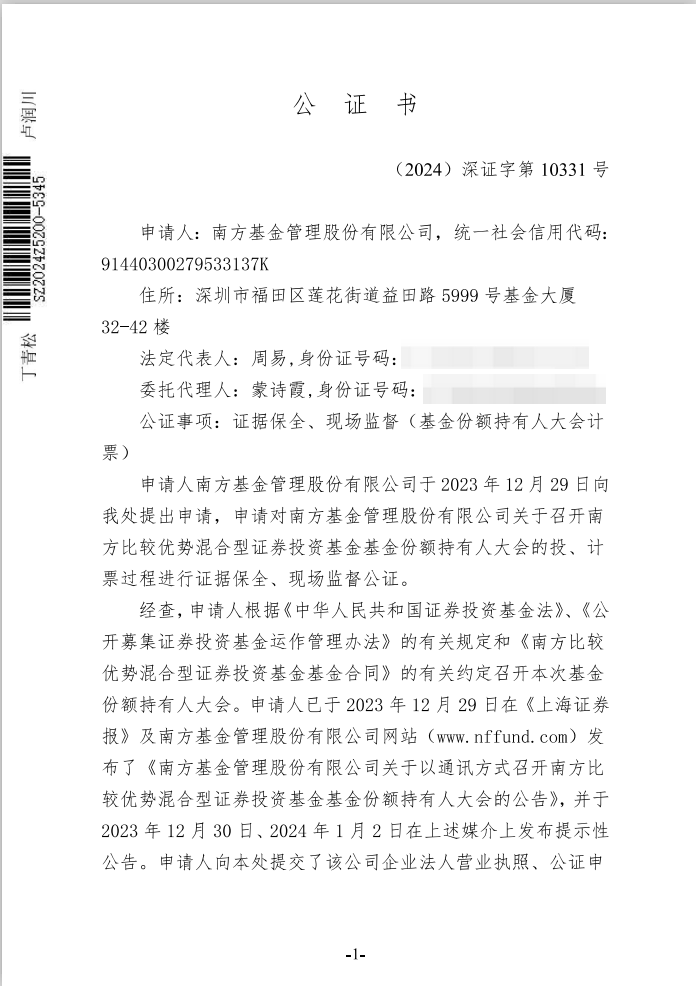 公 证 书
（2024）深证字第 10331 号
申请人：南方基金管理股份有限公司，统一社会信用代码：
91440300279533137K
住所：深圳市福田区莲花街道益田路 5999 号基金大厦
32-42 楼
法定代表人：周易,身份证号码：
委托代理人：蒙诗霞,身份证号码：
公证事项：证据保全、现场监督（基金份额持有人大会计
票）
申请人南方基金管理股份有限公司于 2023 年 12 月 29 日向
我处提出申请，申请对南方基金管理股份有限公司关于召开南
方比较优势混合型证券投资基金基金份额持有人大会的投、计
票过程进行证据保全、现场监督公证。
经查，申请人根据《中华人民共和国证券投资基金法》、《公
开募集证券投资基金运作管理办法》的有关规定和《南方比较
优势混合型证券投资基金基金合同》的有关约定召开本次基金
份额持有人大会。申请人已于 2023 年 12 月 29 日在《上海证券
报》及南方基金管理股份有限公司网站（www.nffund.com）发
布了《南方基金管理股份有限公司关于以通讯方式召开南方比
较优势混合型证券投资基金基金份额持有人大会的公告》，并于
2023 年 12 月 30 日、2024 年 1 月 2 日在上述媒介上发布提示性
公告。申请人向本处提交了该公司企业法人营业执照、公证申
-1-
丁青松
SZ2024Z5200-5345
卢润川